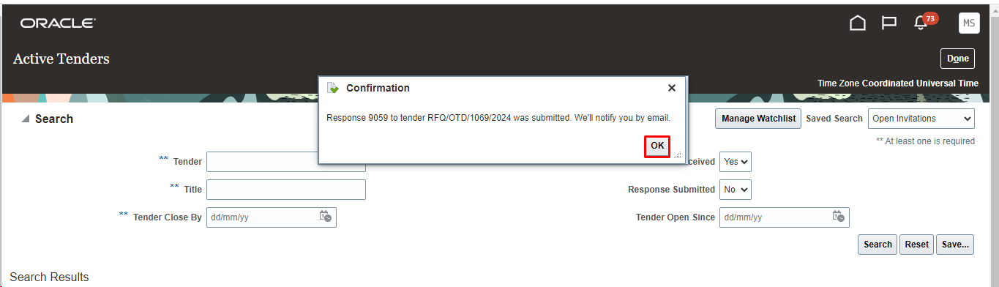 ORACLE
73
MS
Active Tenders
Done
Time Zone Coordinated Universal Time
Confirmation
Response 9059 to tender RFQ/OTD/1069/2024 was submitted. We'll notify you by email.
OK
Search
Manage Watchlist Saved Search Open Invitations
** At least one is required
** Tender
ceived Yes
** Title
Response Submitted No
** Tender Close By dd/mm/yy
Tender Open Since dd/mm/yy
Search Reset Save...
Search Results